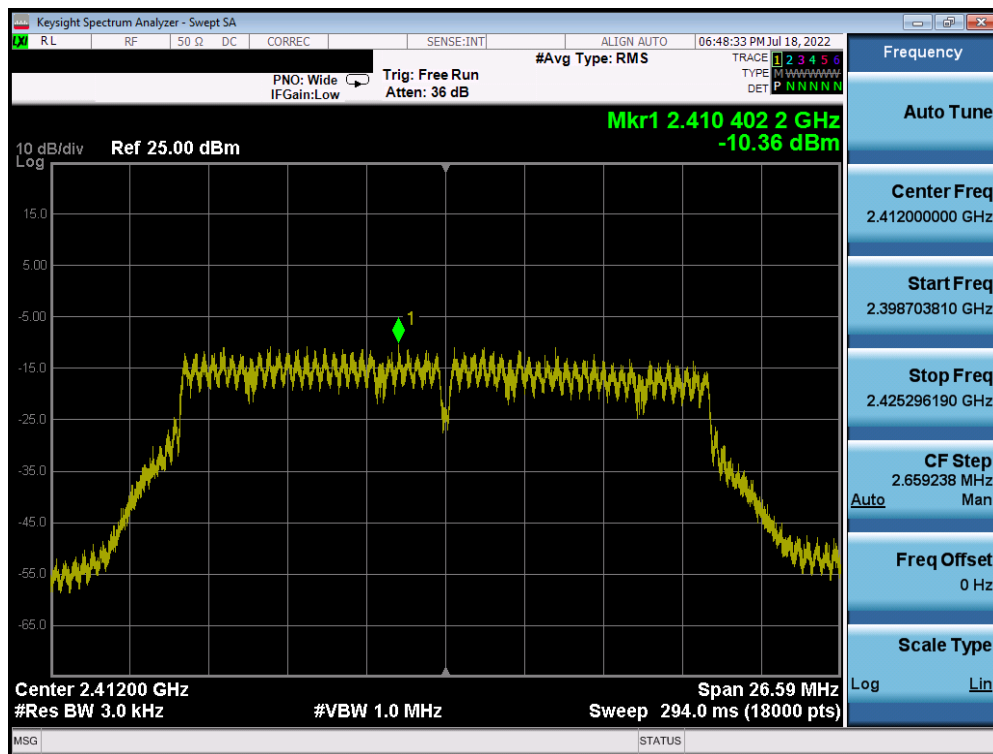 Keysight Spectrum Analyzer - Swept SA
LXI RL RF 50 Ω DC CORREC SENSE:INT ALIGN AUTO 06:48:33 PM Jul 18, 2022
PNO: Wide
IFGain:Low
Trig: Free Run
Atten: 36 dB
#Avg Type: RMS
TRACE 1 2 3 4 5 6
TYPE M W W W W W
DET P N N N N N
Mkr1 2.410 402 2 GHz
-10.36 dBm
10 dB/div
Log
Ref 25.00 dBm
15.0
5.00
-5.00
-15.0
-25.0
-35.0
-45.0
-55.0
-65.0
1
Center 2.41200 GHz
Span 26.59 MHz
#Res BW 3.0 kHz
#VBW 1.0 MHz
Sweep 294.0 ms (18000 pts)
MSG
STATUS
Frequency
Auto Tune
Center Freq
2.412000000 GHz
Start Freq
2.398703810 GHz
Stop Freq
2.425296190 GHz
CF Step
2.659238 MHz
Auto Man
Freq Offset
0 Hz
Scale Type
Log Lin